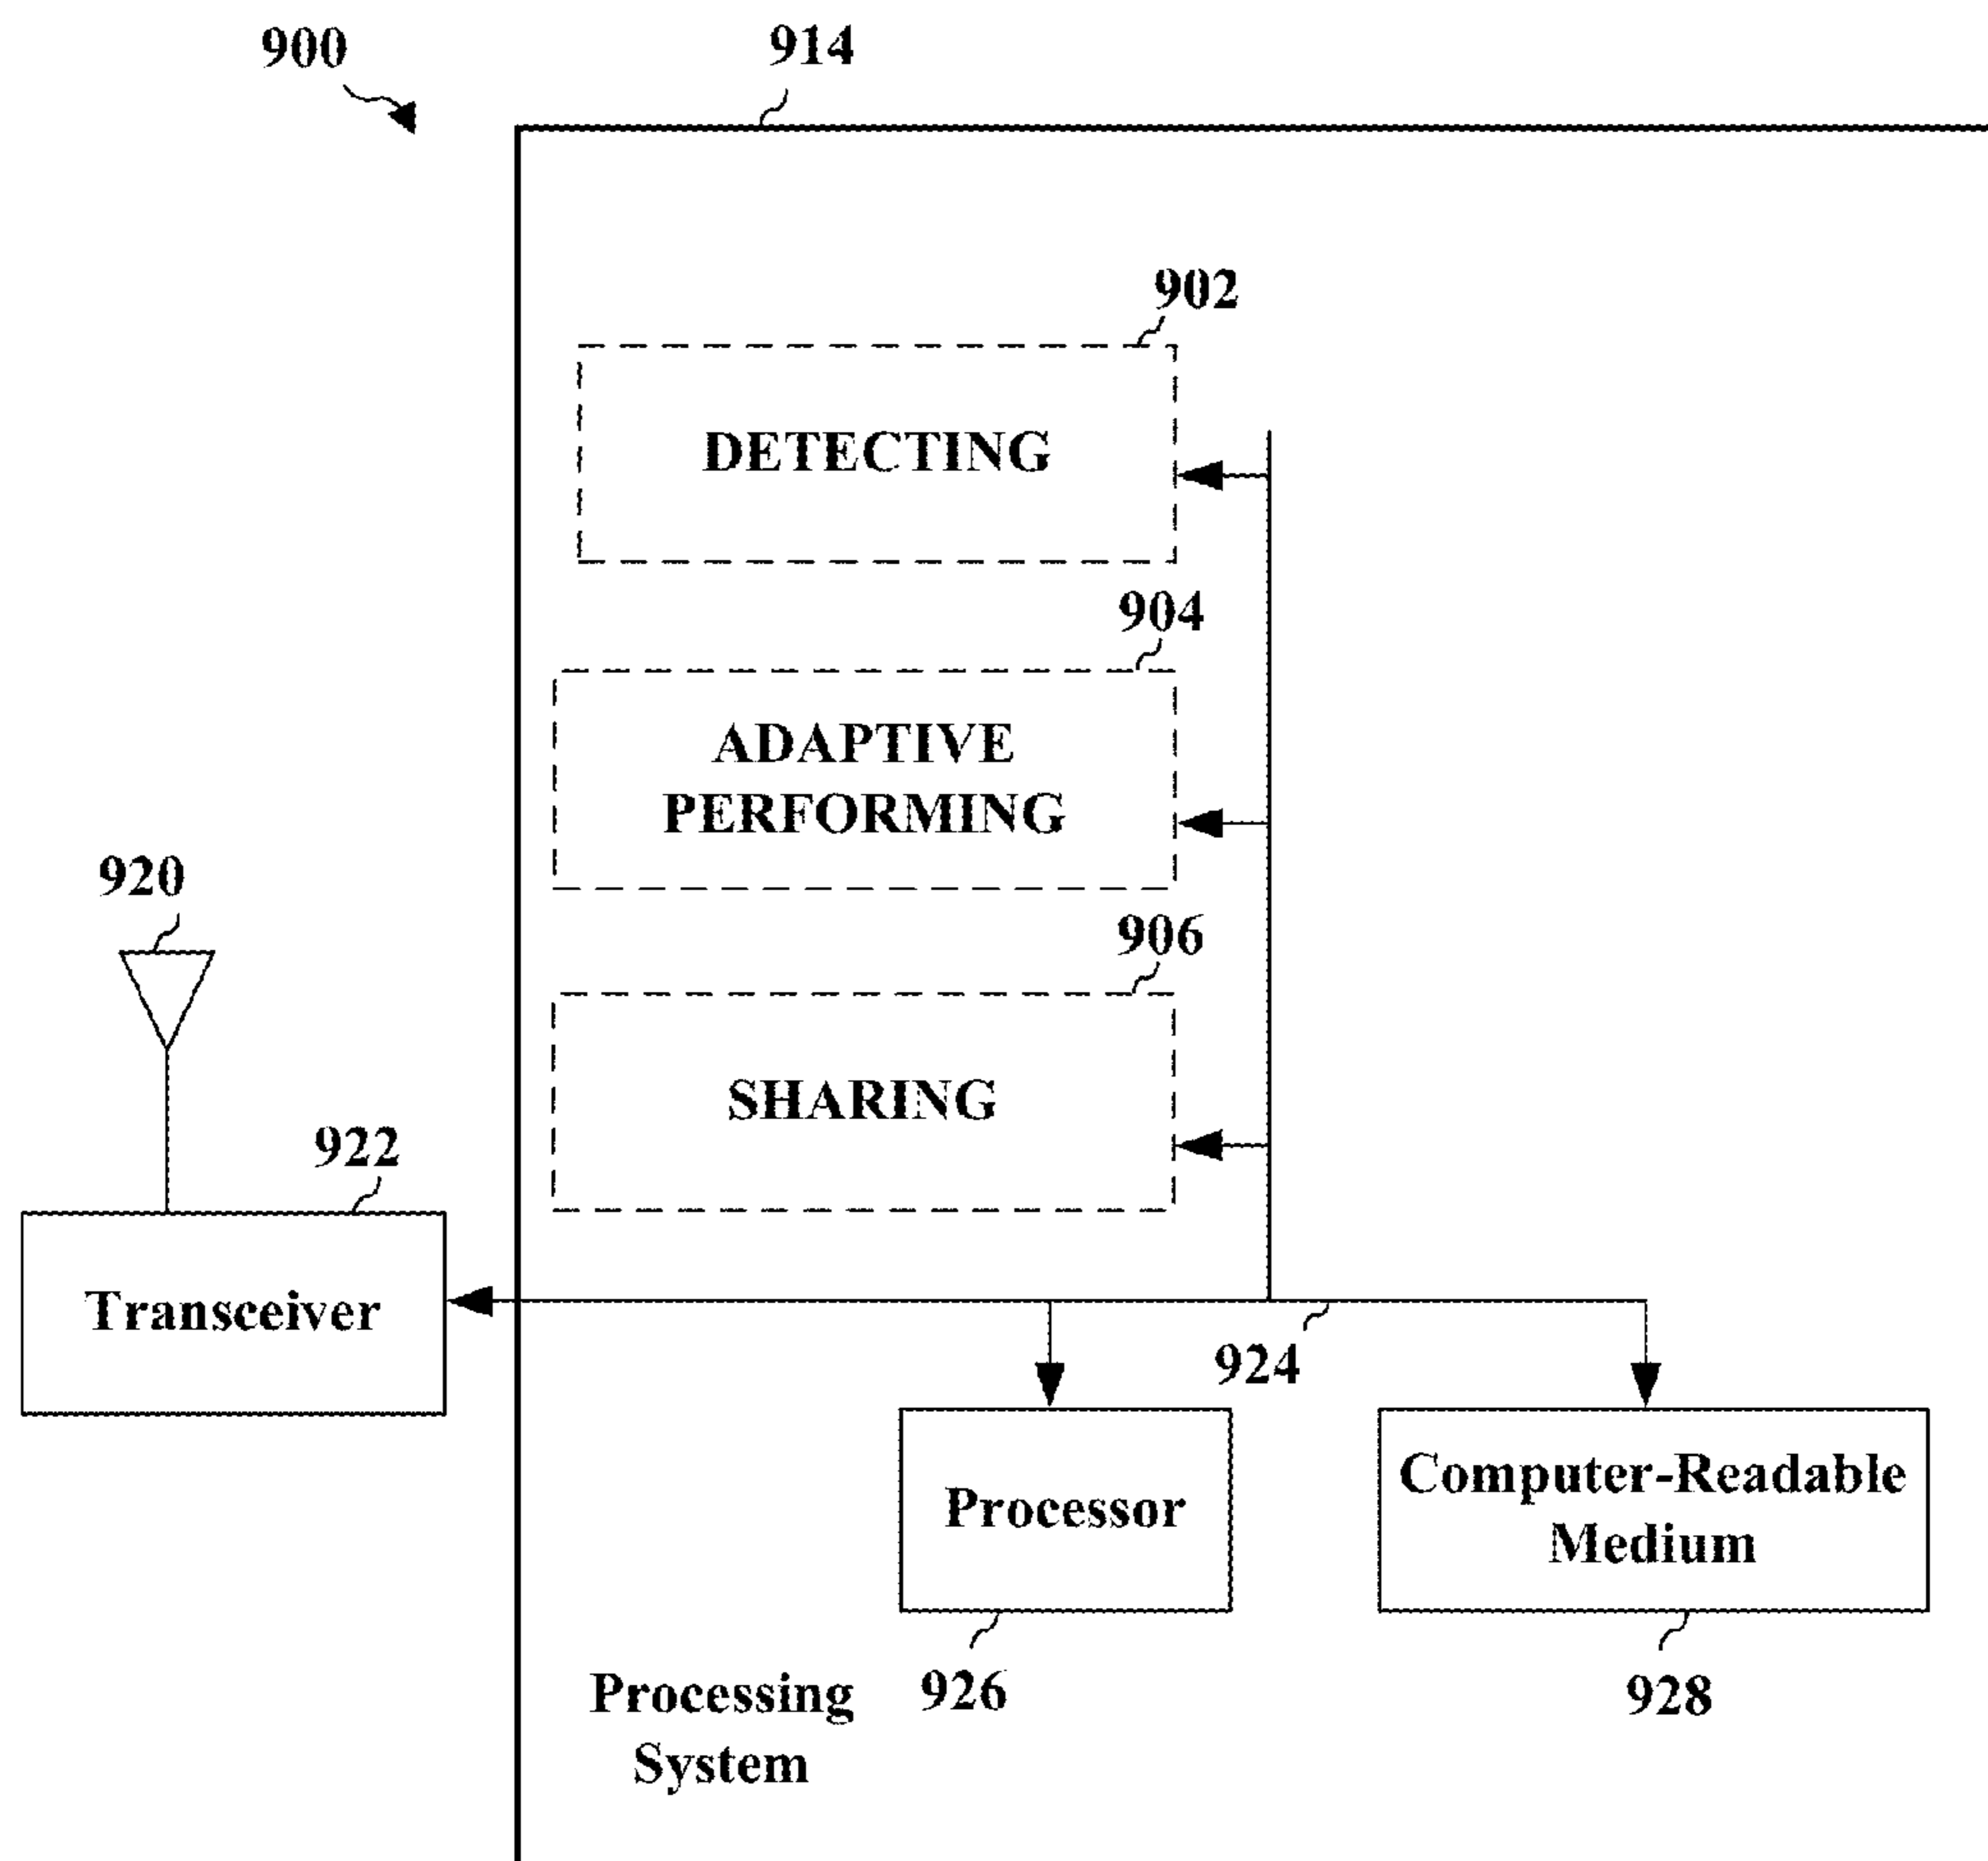 900
914
902
DETECTING
904
ADAPTIVE
PERFORMING
920
906
SHARING
922
Transceiver
924
Processor
Computer-Readable
Medium
926
928
Processing
System